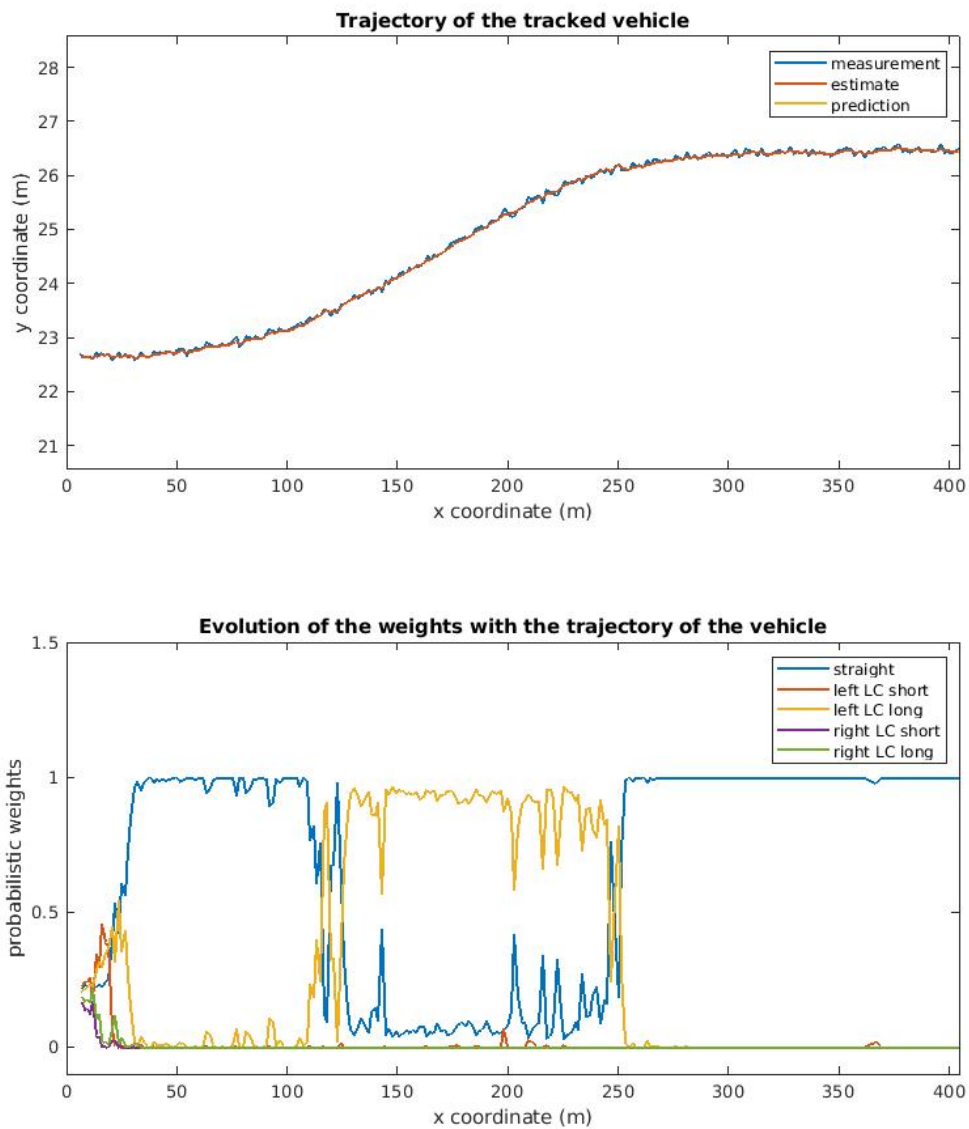 Trajectory of the tracked vehicle
28
27
26
25
24
23
22
21
y coordinate (m)
measurement
estimate
prediction
0 50 100 150 200 250 300 350 400
x coordinate (m)
Evolution of the weights with the trajectory of the vehicle
1.5
1
0.5
0
probabilistic weights
straight
left LC short
left LC long
right LC short
right LC long
0 50 100 150 200 250 300 350 400
x coordinate (m)